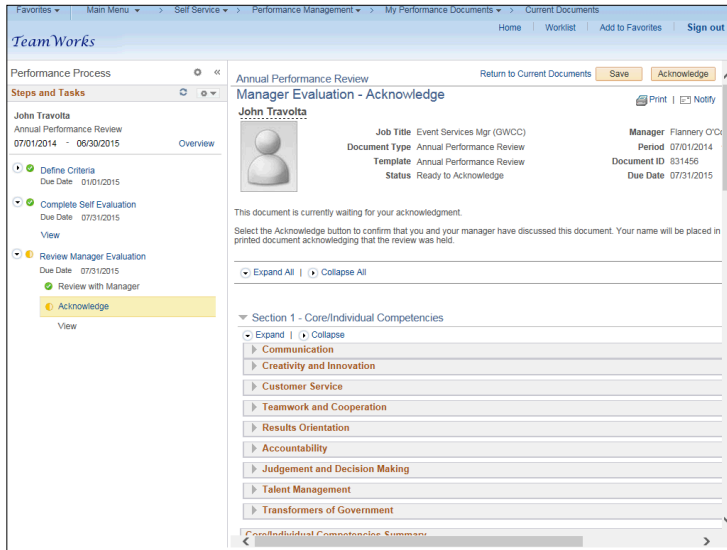 Favorites Main Menu > Self Service > Performance Management > My Performance Documents > Current Documents
Home Worklist Add to Favorites Sign out
TeamWorks
Performance Process «
Steps and Tasks
John Travolta
Annual Performance Review
07/01/2014 - 06/30/2015 Overview
Define Criteria
Due Date 01/01/2015
Complete Self Evaluation
Due Date 07/31/2015
View
Review Manager Evaluation
Due Date 07/31/2015
Review with Manager
Acknowledge
View
Annual Performance Review Return to Current Documents Save Acknowledge
Manager Evaluation - Acknowledge
Print | Notify
John Travolta
Job Title Event Services Mgr (GWCC) Manager Flannery O'Co
Document Type Annual Performance Review Period 07/01/2014
Template Annual Performance Review Document ID 831456
Status Ready to Acknowledge Due Date 07/31/2015
This document is currently waiting for your acknowledgment.
Select the Acknowledge button to confirm that you and your manager have discussed this document. Your name will be placed in
printed document acknowledging that the review was held.
Expand All | Collapse All
Section 1 - Core/Individual Competencies
Expand | Collapse
Communication
Creativity and Innovation
Customer Service
Teamwork and Cooperation
Results Orientation
Accountability
Judgement and Decision Making
Talent Management
Transformers of Government
Core/Individual Competencies Summary